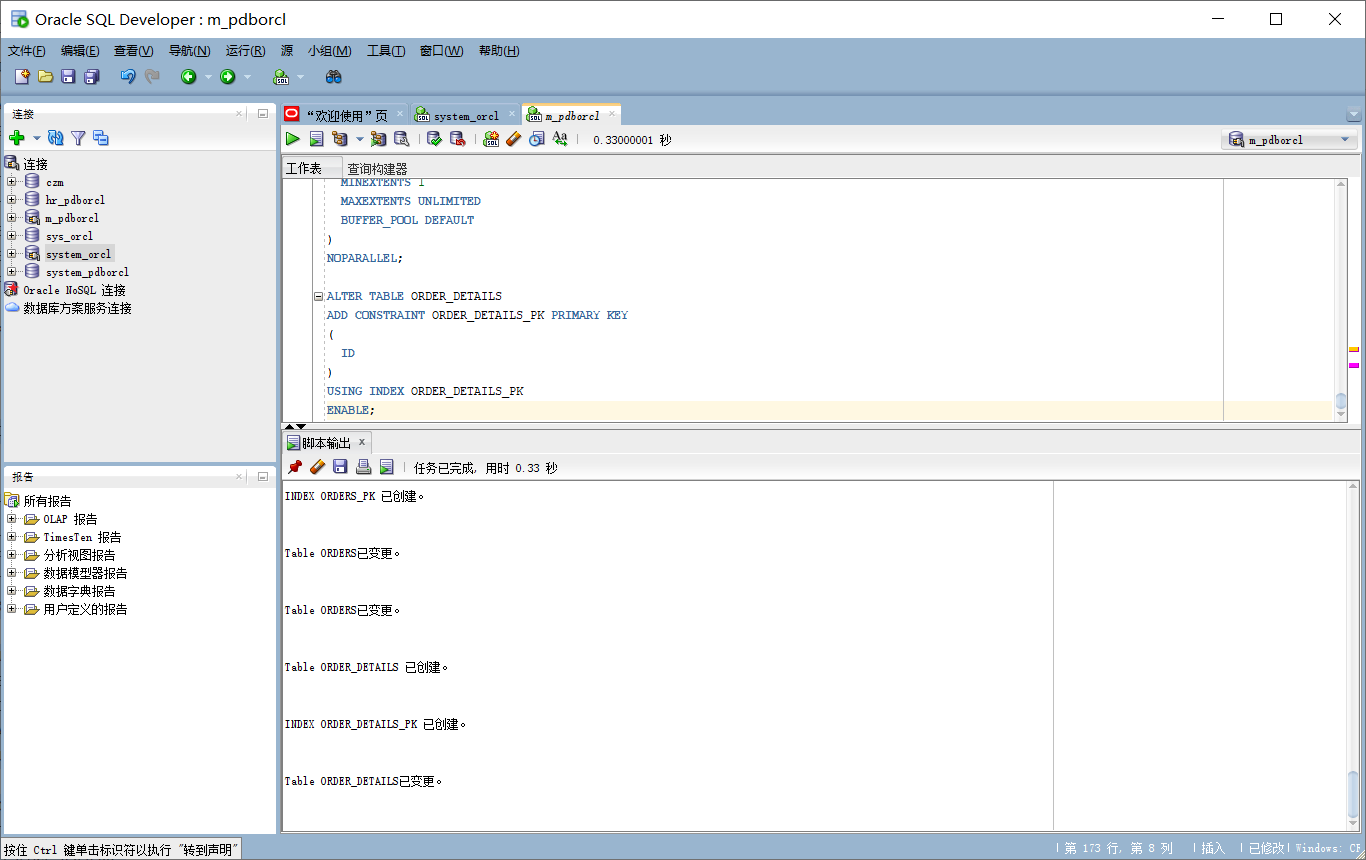 Oracle SQL Developer : m_pdborcl
文件(F) 编辑(E) 查看(V) 导航(N) 运行(R) 源 小组(M) 工具(T) 窗口(W) 帮助(H)
连接
连接
czm
hr_pdborcl
m_pdborcl
sys_orcl
system_orcl
system_pdborcl
Oracle NoSQL 连接
数据库方案服务连接
报告
所有报告
OLAP 报告
TimesTen 报告
分析视图报告
数据模型器报告
数据字典报告
用户定义的报告
“欢迎使用”页 system_orcl m_pdborcl
0.33000001 秒 m_pdborcl
工作表 查询构建器
MINEXTENTS 1
MAXEXTENTS UNLIMITED
BUFFER_POOL DEFAULT
)
NOPARALLEL;
ALTER TABLE ORDER_DETAILS
ADD CONSTRAINT ORDER_DETAILS_PK PRIMARY KEY
(
ID
)
USING INDEX ORDER_DETAILS_PK
ENABLE;
脚本输出 x
任务已完成, 用时 0.33 秒
INDEX ORDERS_PK 已创建。
Table ORDERS已变更。
Table ORDERS已变更。
Table ORDER_DETAILS 已创建。
INDEX ORDER_DETAILS_PK 已创建。
Table ORDER_DETAILS已变更。
按住 Ctrl 键单击标识符以执行 "转到声明" | 第 173 行, 第 8 列 | 插入 | 已修改| Windows: CR